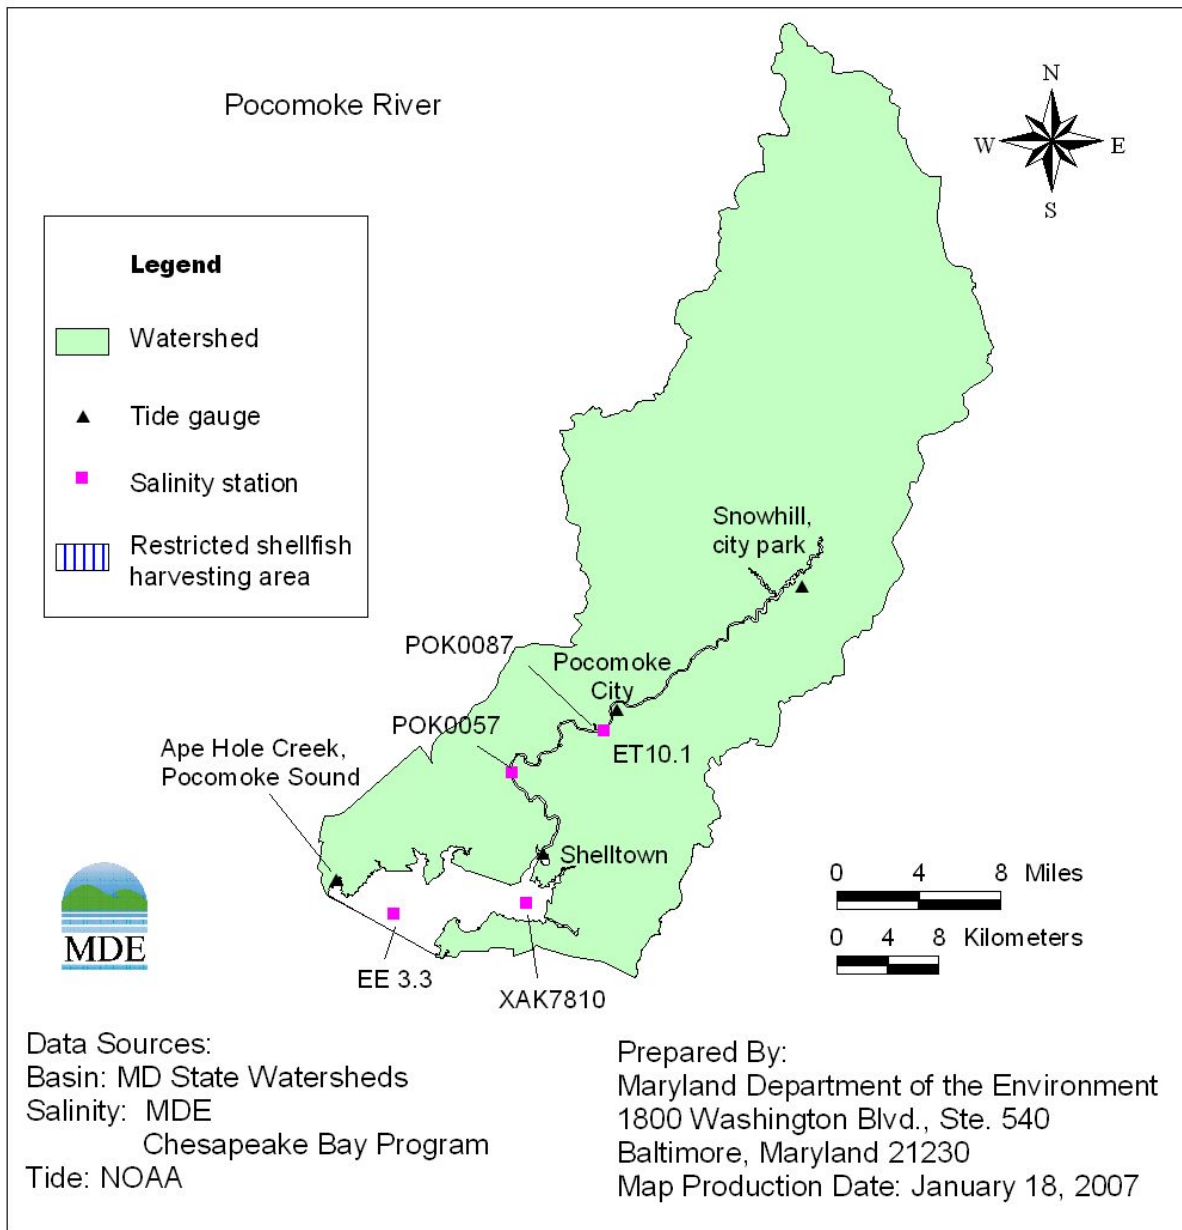 Pocomoke River
N
W
E
S
Legend
Watershed
Tide gauge
Salinity station
Restricted shellfish
harvesting area
Snowhill,
city park
POK0087
Pocomoke
City
POK0057
ET10.1
Ape Hole Creek,
Pocomoke Sound
Shelltown
EE 3.3
XAK7810
0 4 8 Miles
0 4 8 Kilometers
MDE
Data Sources:
Basin: MD State Watersheds
Salinity: MDE
Chesapeake Bay Program
Tide: NOAA
Prepared By:
Maryland Department of the Environment
1800 Washington Blvd., Ste. 540
Baltimore, Maryland 21230
Map Production Date: January 18, 2007